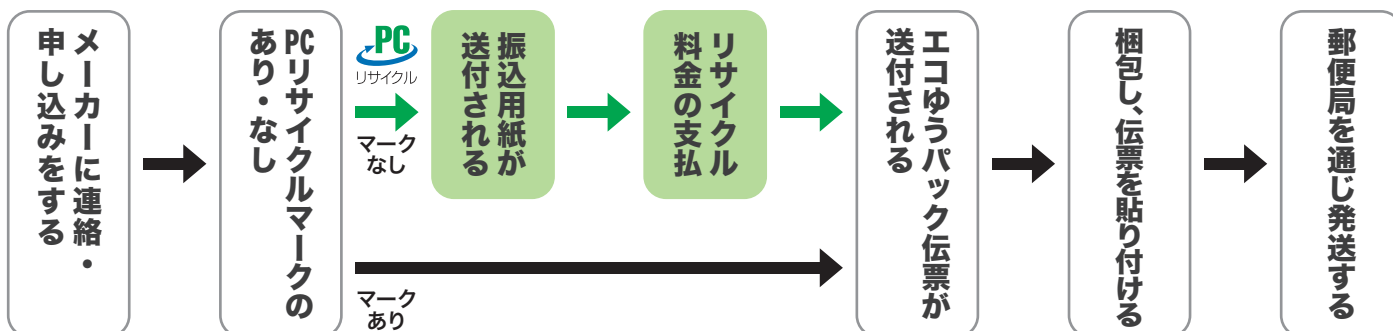 メーカーに連絡・
申し込みをする
PCリサイクルマークの
あり・なし
PC
リサイクル
マーク
なし
振込用紙が
送付される
リサイクル
料金の支払
マーク
あり
エコゆうパック伝票が
送付される
梱包し、伝票を貼り付ける
郵便局を通じ発送する